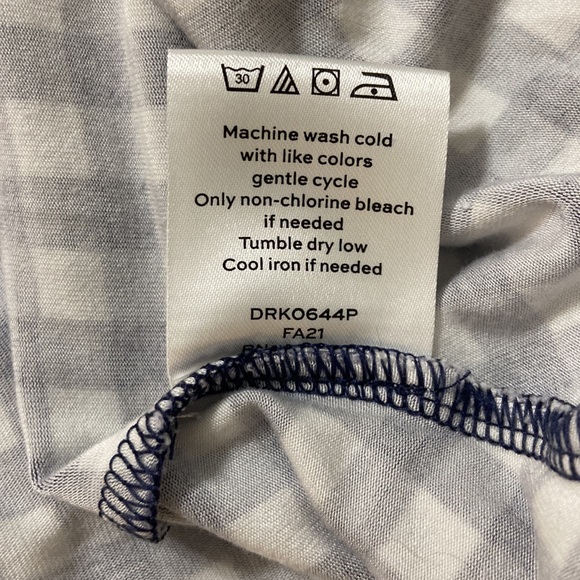 30
Machine wash cold
with like colors
gentle cycle
Only non-chlorine bleach
if needed
Tumble dry low
Cool iron if needed
DRK0644P
FA21